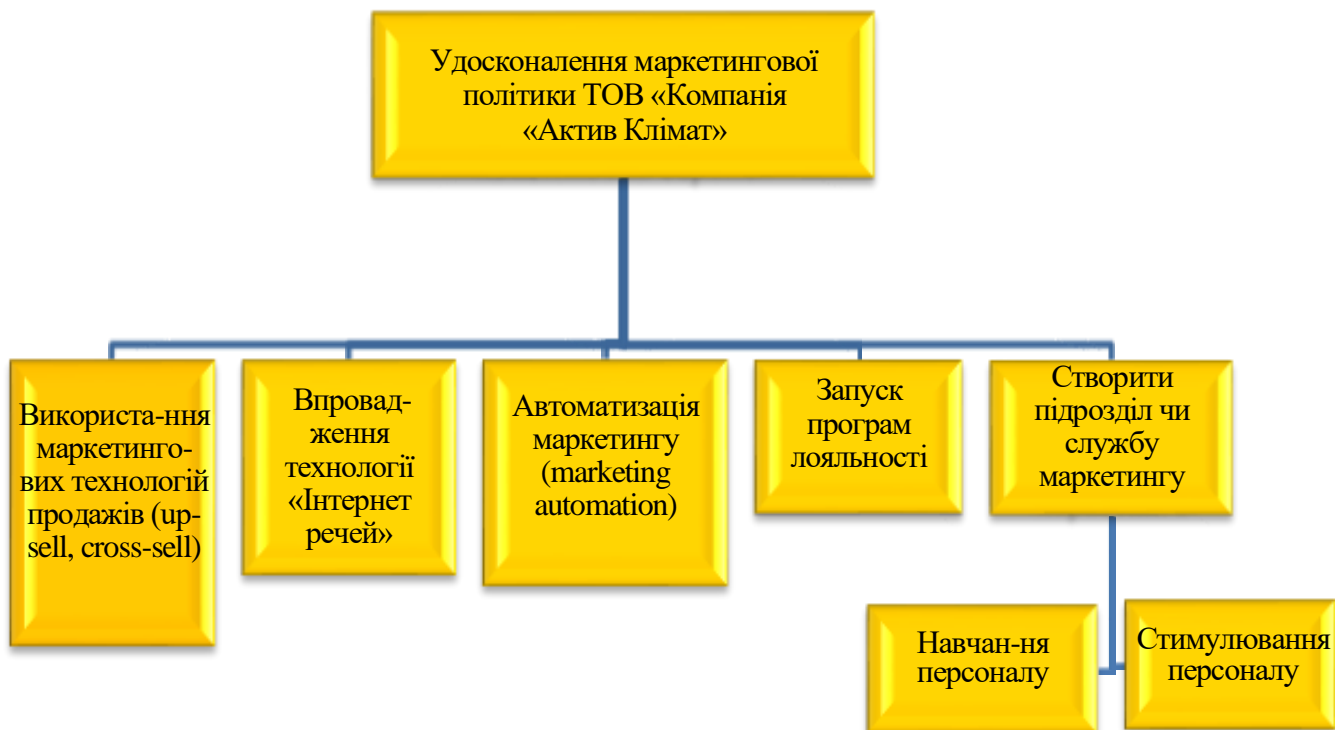 Удосконалення маркетингової
політики ТОВ «Компанія
«Актив Клімат»
Використа-ння
маркетинго-
вих технологій
продажів (up-
sell, cross-sell)
Впровад-
ження
технології
«Інтернет
речей»
Автоматизація
маркетингу
(marketing
automation)
Запуск
програм
лояльності
Створити
підрозділ чи
службу
маркетингу
Навчан-ня
персоналу
Стимулювання
персоналу